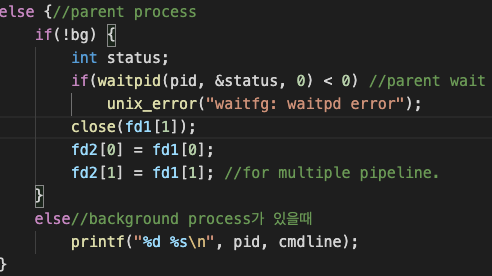 else {//parent process
if(!bg) {
int status;
if(waitpid(pid, &status, 0) < 0) //parent wait
unix_error("waitfg: waitpd error");
close(fd1[1]);
fd2[0] = fd1[0];
fd2[1] = fd1[1]; //for multiple pipeline.
}
else//background process가 있을때
printf("%d %s\n", pid, cmdline);
}